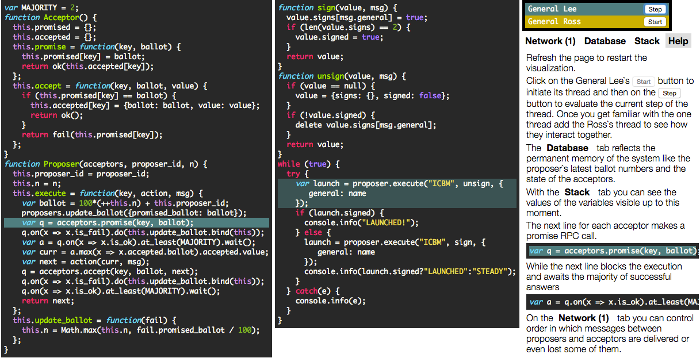 var MAJORITY = 2;
function Acceptor() {
this.promised = {};
this.accepted = {};
this.promise = function(key, ballot) {
this.promised[key] = ballot;
return ok(this.accepted[key]);
};
this.accept = function(key, ballot, value) {
if (this.promised[key] == ballot) {
this.accepted[key] = {ballot: ballot, value: value};
return ok();
}
return fail(this.promised[key]);
};
}
function Proposer(acceptors, proposer_id, n) {
this.proposer_id = proposer_id;
this.n = n;
this.execute = function(key, action, msg) {
var ballot = 100*(++this.n) + this.proposer_id;
proposers.update_ballot({promised_ballot: ballot});
var q = acceptors.promise(key, ballot);
q.on(x => x.is_fail).do(this.update_ballot.bind(this));
var a = q.on(x => x.is_ok).at_least(MAJORITY).wait();
var curr = a.max(x => x.accepted.ballot).accepted.value;
var next = action(curr, msg);
q = acceptors.accept(key, ballot, next);
q.on(x => x.is_fail).do(this.update_ballot.bind(this));
q.on(x => x.is_ok).at_least(MAJORITY).wait();
return next;
};
this.update_ballot = function(fail) {
this.n = Math.max(this.n, fail.promised_ballot / 100);
};
}
function sign(value, msg) {
value.signs[msg.general] = true;
if (len(value.signs) == 2) {
value.signed = true;
}
return value;
}
function unsign(value, msg) {
if (value == null) {
value = {signs: {}, signed: false};
}
if (!value.signed) {
delete value.signs[msg.general];
}
return value;
}
while (true) {
try {
var launch = proposer.execute("ICBM", unsign, {
general: name
});
if (launch.signed) {
console.info("LAUNCHED!");
} else {
launch = proposer.execute("ICBM", sign, {
general: name
});
console.info(launch.signed?"LAUNCHED":"STEADY");
}
} catch(e) {
console.info(e);
}
}
General Lee Step
General Ross Start
Network (1) Database Stack Help
Refresh the page to restart the
visualization.
Click on the General Lee's Start button to
initiate its thread and then on the Step
button to evaluate the current step of the
thread. Once you get familiar with the one
thread add the Ross's thread to see how
they interact together.
The Database tab reflects the
permanent memory of the system like the
proposer's latest ballot numbers and the
state of the acceptors.
With the Stack tab you can see the
values of the variables visible up to this
moment.
The next line for each acceptor makes a
promise RPC call.
var q = acceptors.promise(key, ballot)
While the next line blocks the execution
and awaits the majority of successful
answers
var a = q.on(x => x.is_ok).at_least(MA
On the Network (1) tab you can control
order in which messages between
proposers and acceptors are delivered or
even lost some of them.